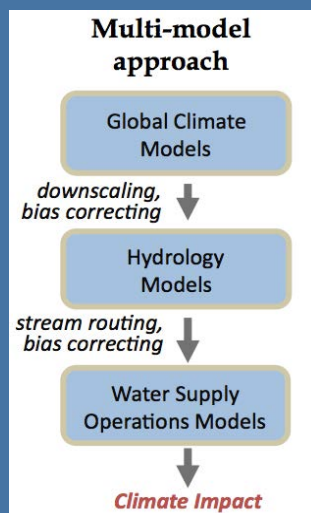 Multi-model
approach
Global Climate
Models
downscaling,
bias correcting
Hydrology
Models
stream routing,
bias correcting
Water Supply
Operations Models
Climate Impact